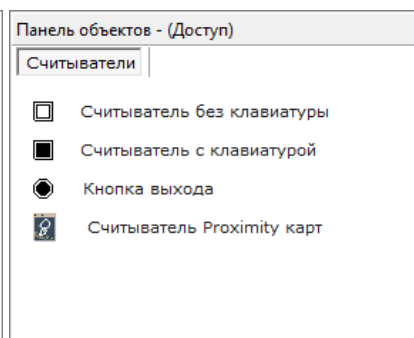 Панель объектов - (Доступ)
Считыватели
Считыватель без клавиатуры
Считыватель с клавиатурой
Кнопка выхода
Считыватель Proximity карт